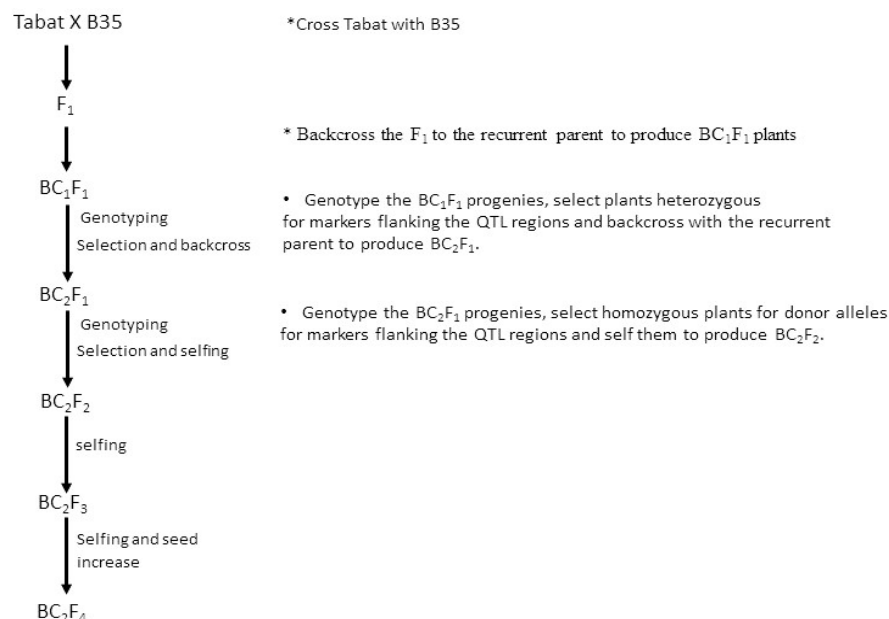 Tabat X B35
*Cross Tabat with B35
F₁
* Backcross the F₁ to the recurrent parent to produce BC₁F₁ plants
BC₁F₁
Genotyping
Selection and backcross
• Genotype the BC₁F₁ progenies, select plants heterozygous
for markers flanking the QTL regions and backcross with the recurrent
parent to produce BC₂F₁.
BC₂F₁
Genotyping
Selection and selfing
• Genotype the BC₂F₁ progenies, select homozygous plants for donor alleles
for markers flanking the QTL regions and self them to produce BC₂F₂.
BC₂F₂
selfing
BC₂F₃
Selfing and seed
increase
BC₂F₄